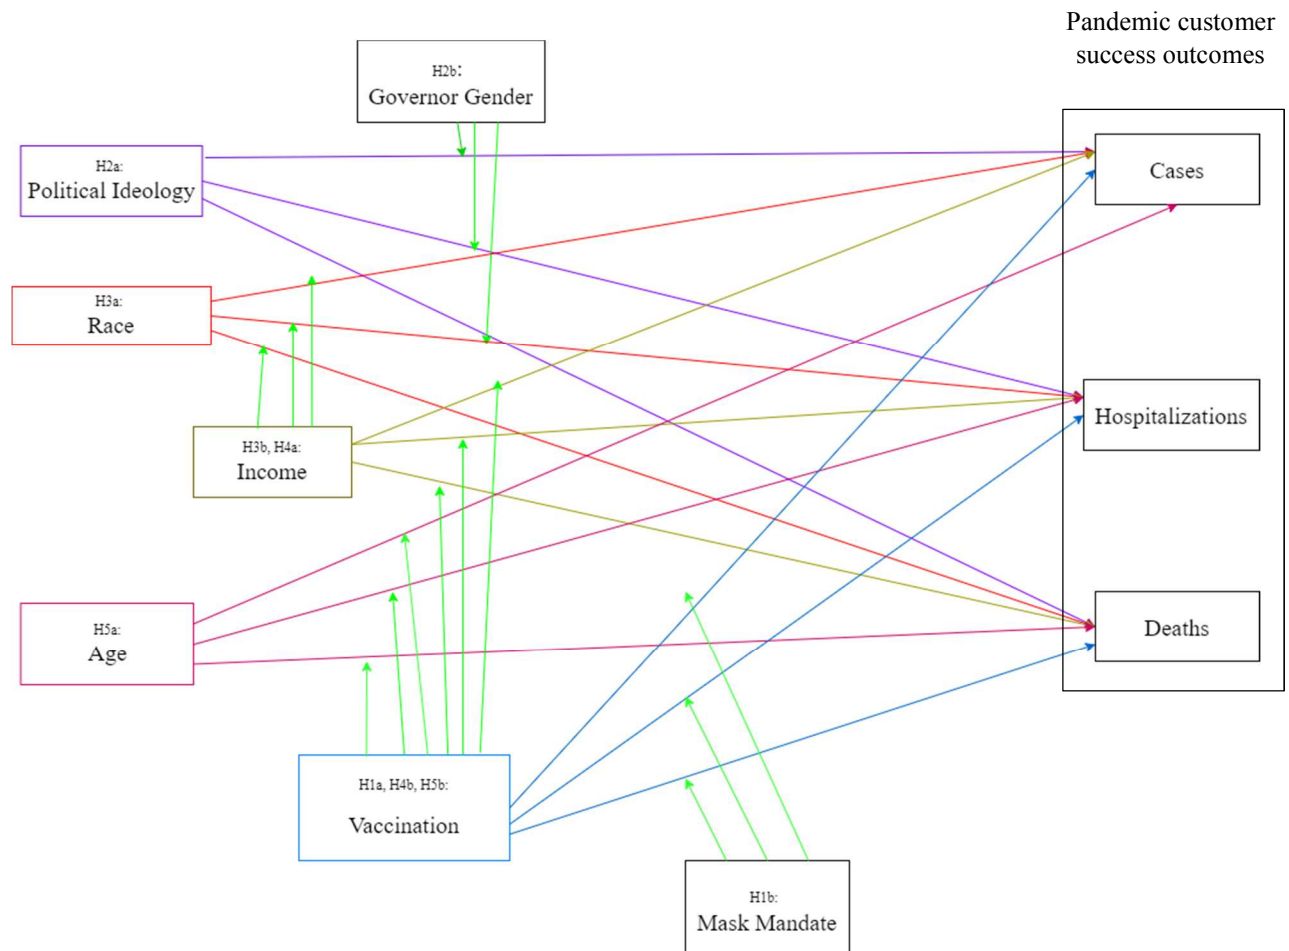 Pandemic customer
success outcomes
H2b:
Governor Gender
H2a:
Political Ideology
Cases
H3a:
Race
Hospitalizations
H3b, H4a:
Income
H5a:
Age
Deaths
H1a, H4b, H5b:
Vaccination
H1b:
Mask Mandate